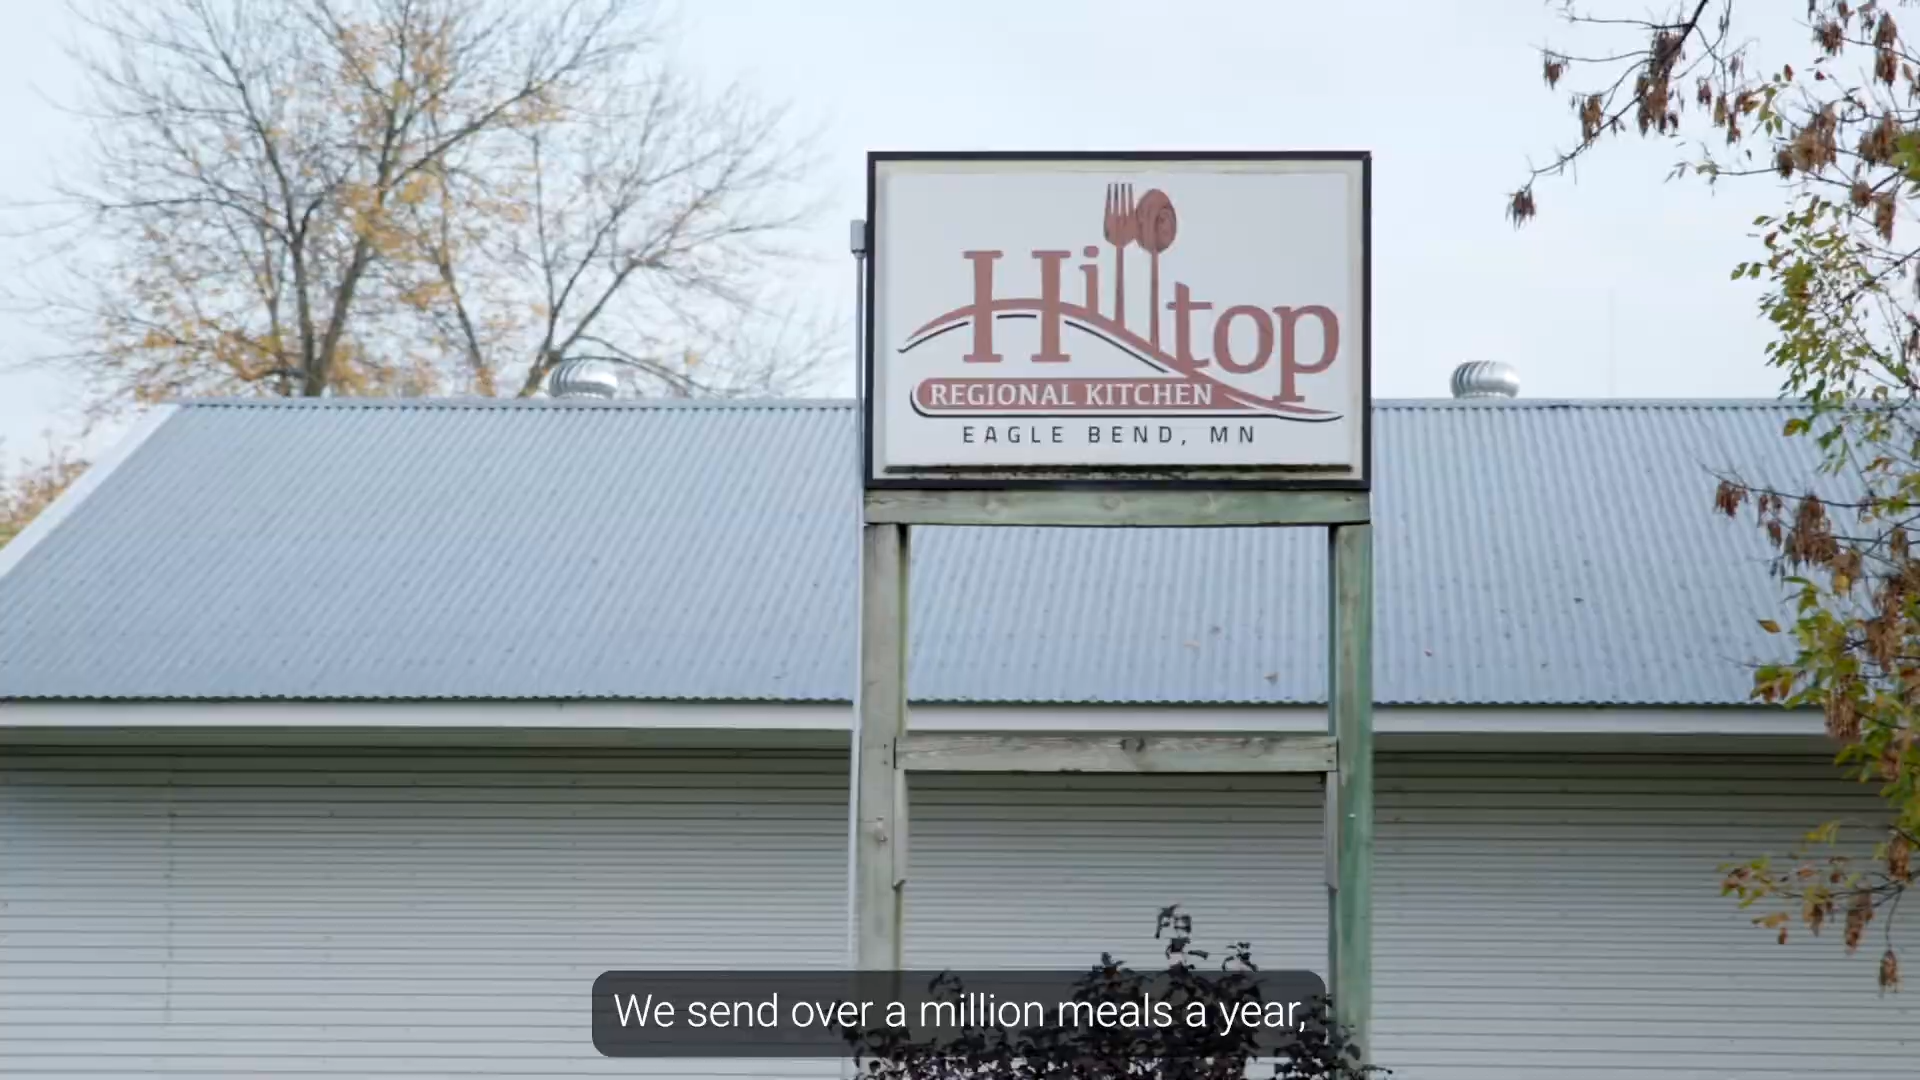 Hilltop
REGIONAL KITCHEN
EAGLE BEND, MN
We send over a million meals a year,